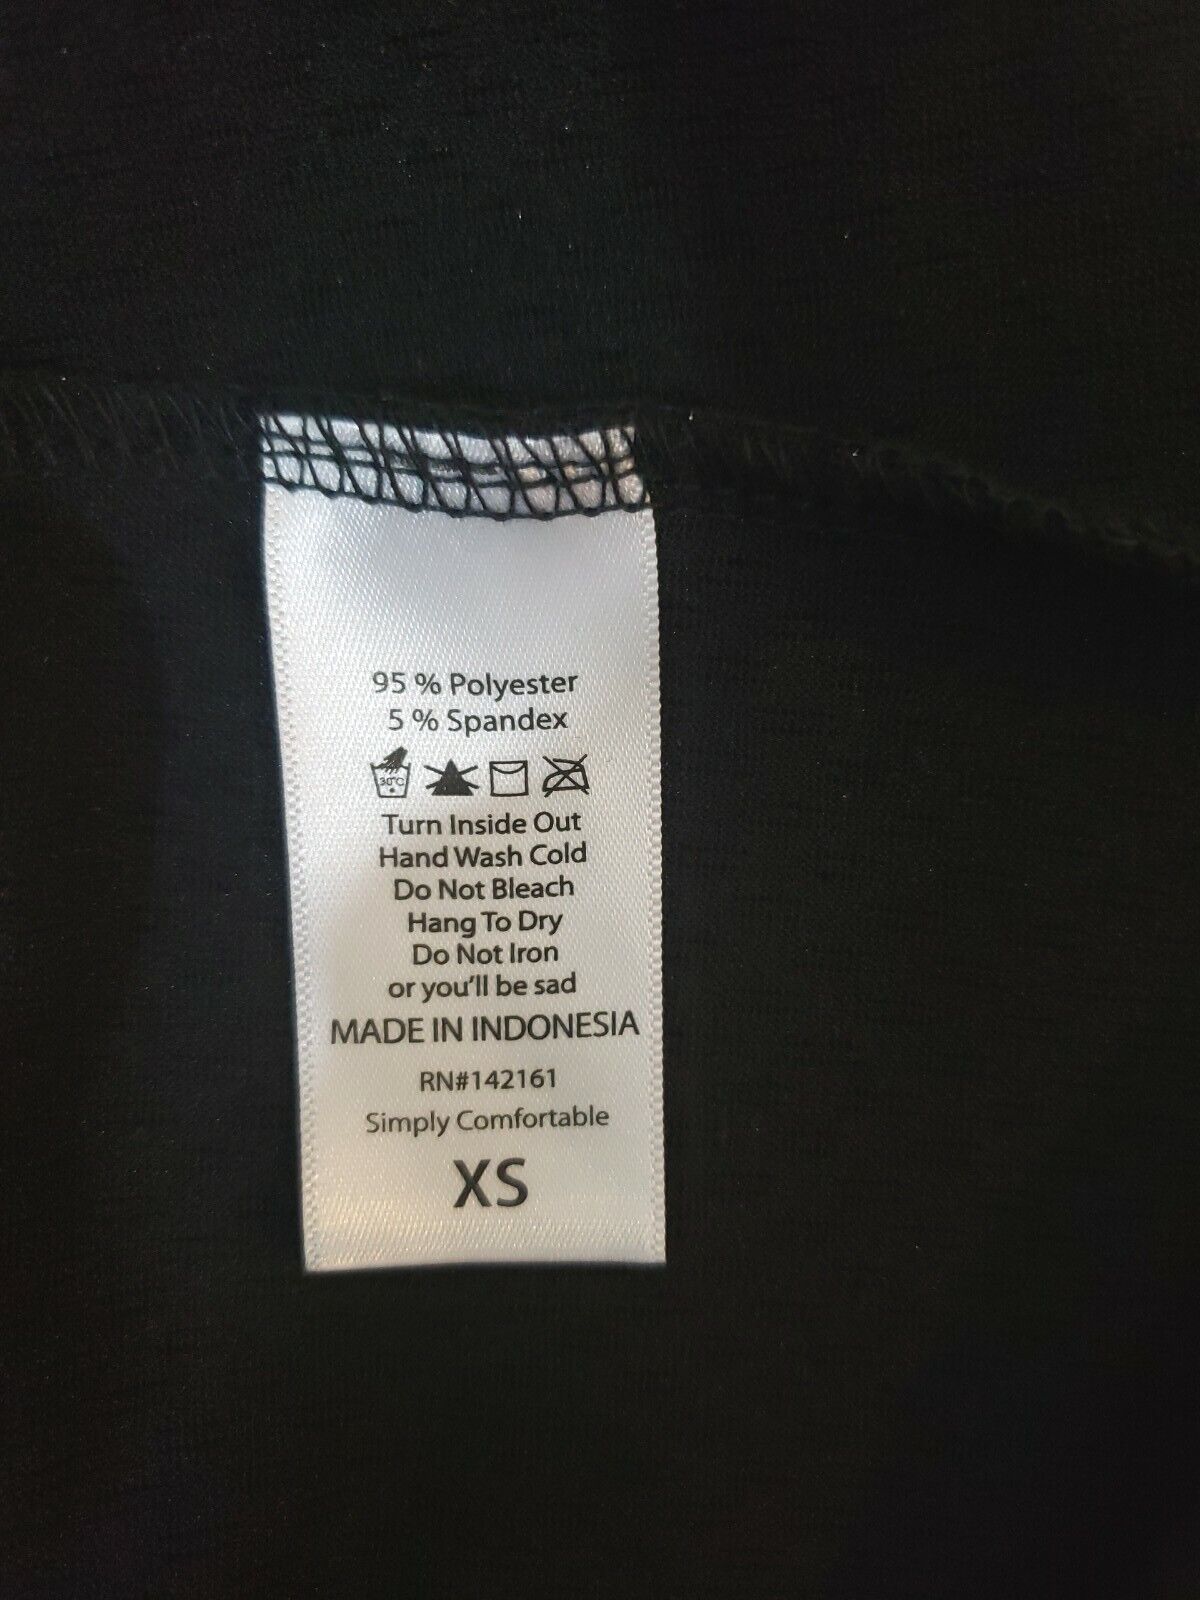 95 % Polyester
5 % Spandex
30°C
Turn Inside Out
Hand Wash Cold
Do Not Bleach
Hang To Dry
Do Not Iron
or you'll be sad
MADE IN INDONESIA
RN#142161
Simply Comfortable
XS